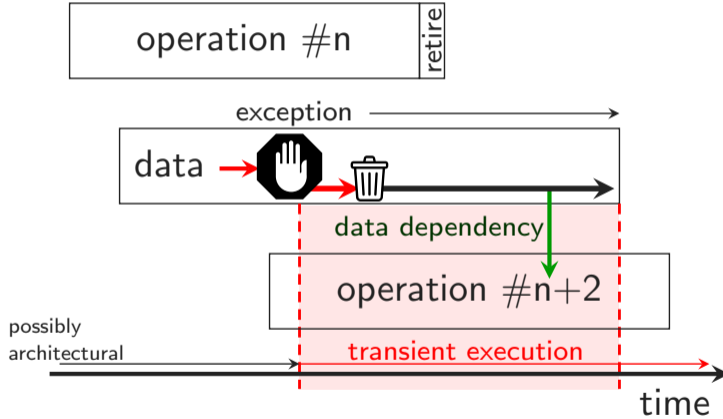 operation #n
retire
exception
data
data dependency
operation #n+2
possibly
architectural
transient execution
time